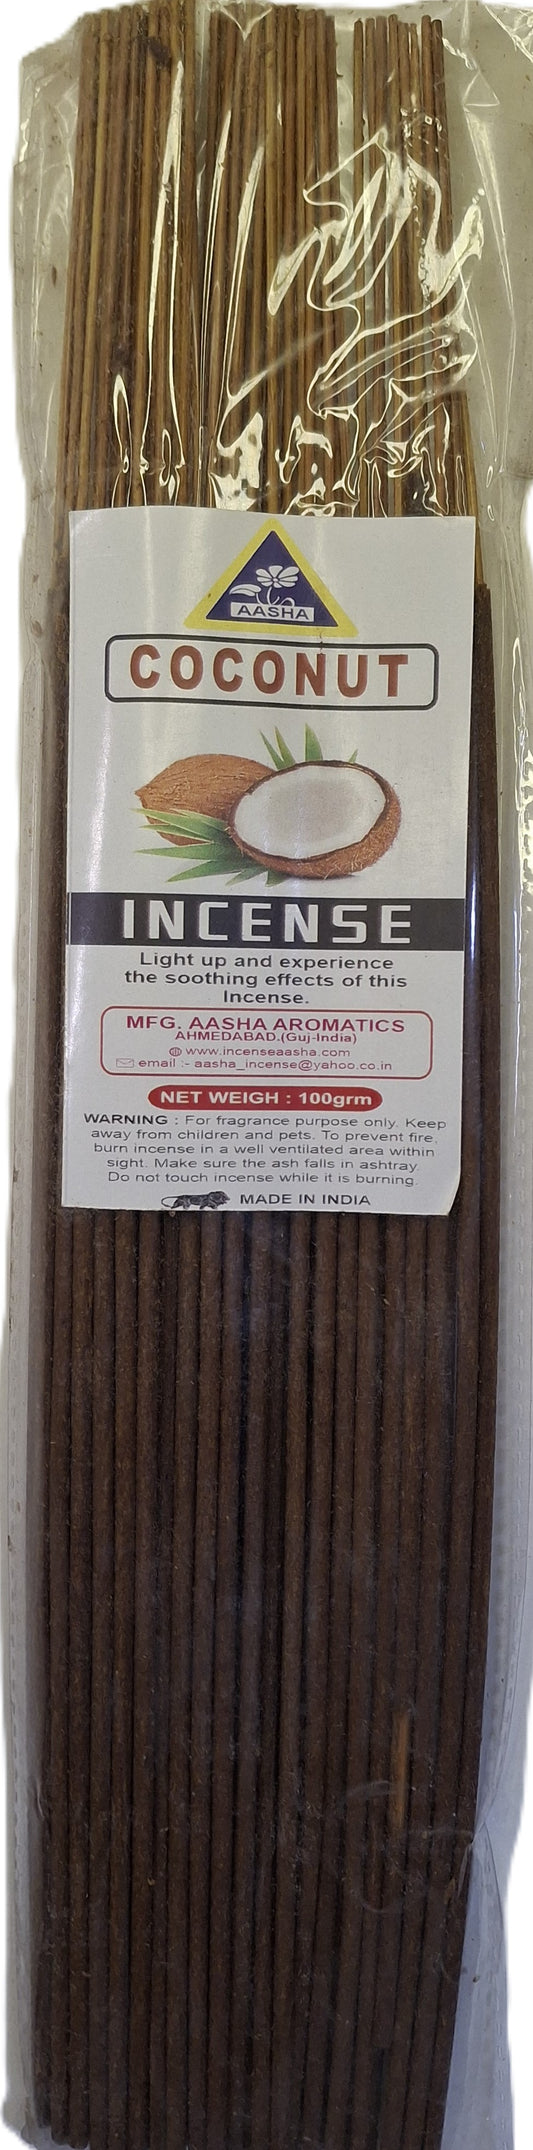 AASHA
COCONUT
INCENSE
Light up and experience
the soothing effects of this
Incense.
MFG. AASHA AROMATICS
AHMEDABAD.(Guj-India)
www.incenseaasha.com
email :- aasha_incense@yahoo.co.in
NET WEIGH : 100grm
WARNING : For fragrance purpose only. Keep
away from children and pets. To prevent fire,
burn incense in a well ventilated area within
sight. Make sure the ash falls in ashtray.
Do not touch incense while it is burning.
MADE IN INDIA